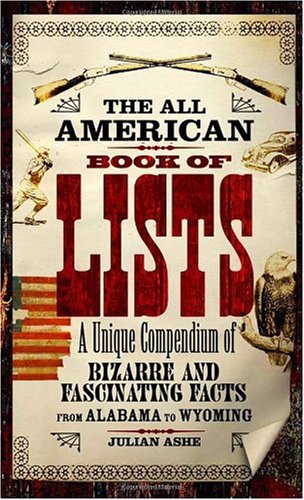 THE ALL
AMERICAN
BOOK OF
LISTS
A Unique Compendium of
BIZARRE AND
FASCINATING FACTS
FROM ALABAMA TO WYOMING
JULIAN ASHE